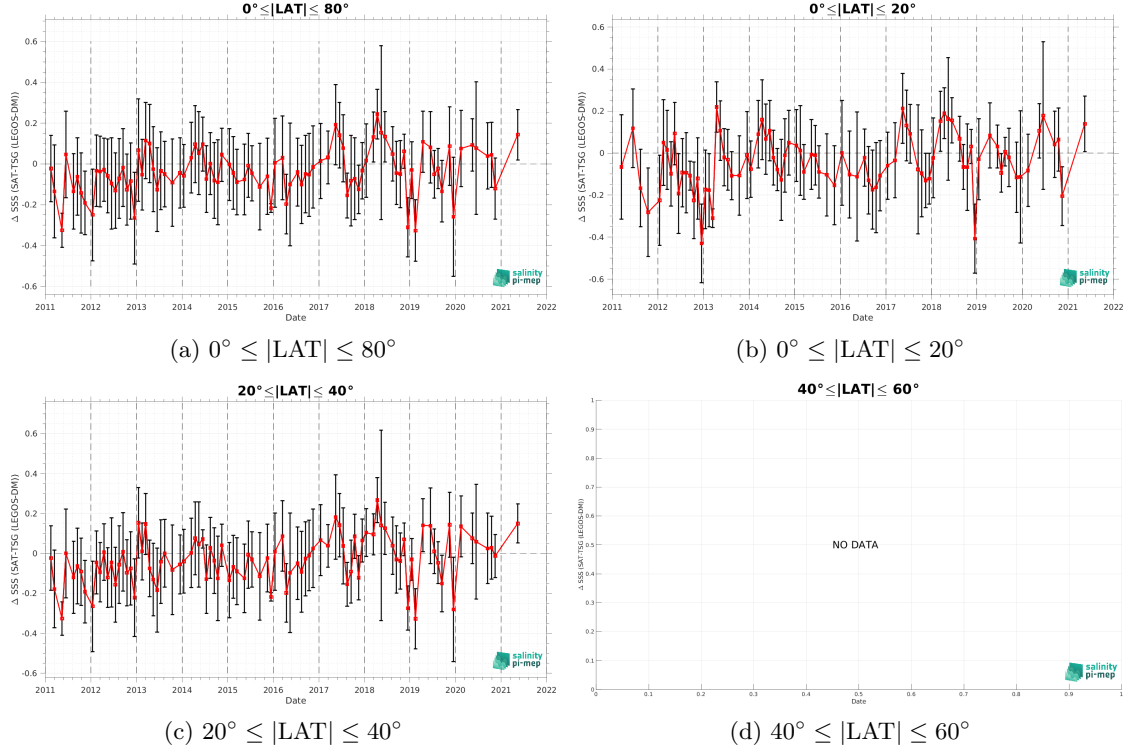 0°≤|LAT|≤ 80°
Δ SSS (SAT-TSG (LEGOS-DM))
0.6
0.4
0.2
0
-0.2
-0.4
-0.6
2011 2012 2013 2014 2015 2016 2017 2018 2019 2020 2021 2022
Date
salinity
pi-mep
(a) 0° ≤ |LAT| ≤ 80°
0°≤|LAT|≤ 20°
Δ SSS (SAT-TSG (LEGOS-DM))
0.6
0.4
0.2
0
-0.2
-0.4
-0.6
2011 2012 2013 2014 2015 2016 2017 2018 2019 2020 2021 2022
Date
salinity
pi-mep
(b) 0° ≤ |LAT| ≤ 20°
20°≤|LAT|≤ 40°
Δ SSS (SAT-TSG (LEGOS-DM))
0.6
0.4
0.2
0
-0.2
-0.4
-0.6
2011 2012 2013 2014 2015 2016 2017 2018 2019 2020 2021 2022
Date
salinity
pi-mep
(c) 20° ≤ |LAT| ≤ 40°
40°≤|LAT|≤ 60°
Δ SSS (SAT-TSG (LEGOS-DM))
1
0.9
0.8
0.7
0.6
0.5
0.4
0.3
0.2
0.1
0
NO DATA
0 0.1 0.2 0.3 0.4 0.5 0.6 0.7 0.8 0.9 1
Date
salinity
pi-mep
(d) 40° ≤ |LAT| ≤ 60°